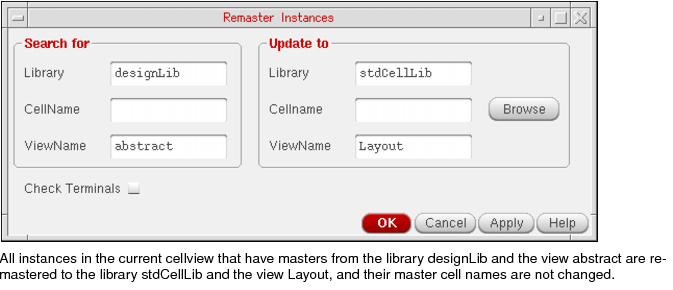 Remaster Instances
Search for
Update to
Library designLib
Library stdCellLib
CellName
Cellname
Browse
ViewName abstract
ViewName Layout
Check Terminals
OK Cancel Apply Help
All instances in the current cellview that have masters from the library designLib and the view abstract are re-
mastered to the library stdCellLib and the view Layout, and their master cell names are not changed.